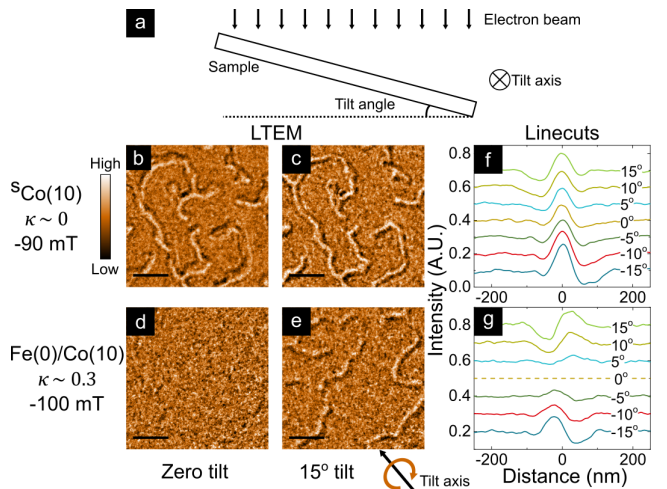 a
Electron beam
Sample
Tilt axis
Tilt angle
LTEM
Linecuts
ˢCo(10)
κ ~ 0
-90 mT
High
Low
b
c
Fe(0)/Co(10)
κ ~ 0.3
-100 mT
d
e
Zero tilt
15° tilt
Tilt axis
Intensity (A.U.)
f
0.8
0.6
0.4
0.2
0.0
15°
10°
5°
0°
-5°
-10°
-15°
-200
0
200
g
0.8
0.6
0.4
0.2
15°
10°
5°
0°
-5°
-10°
-15°
-200
0
200
Distance (nm)